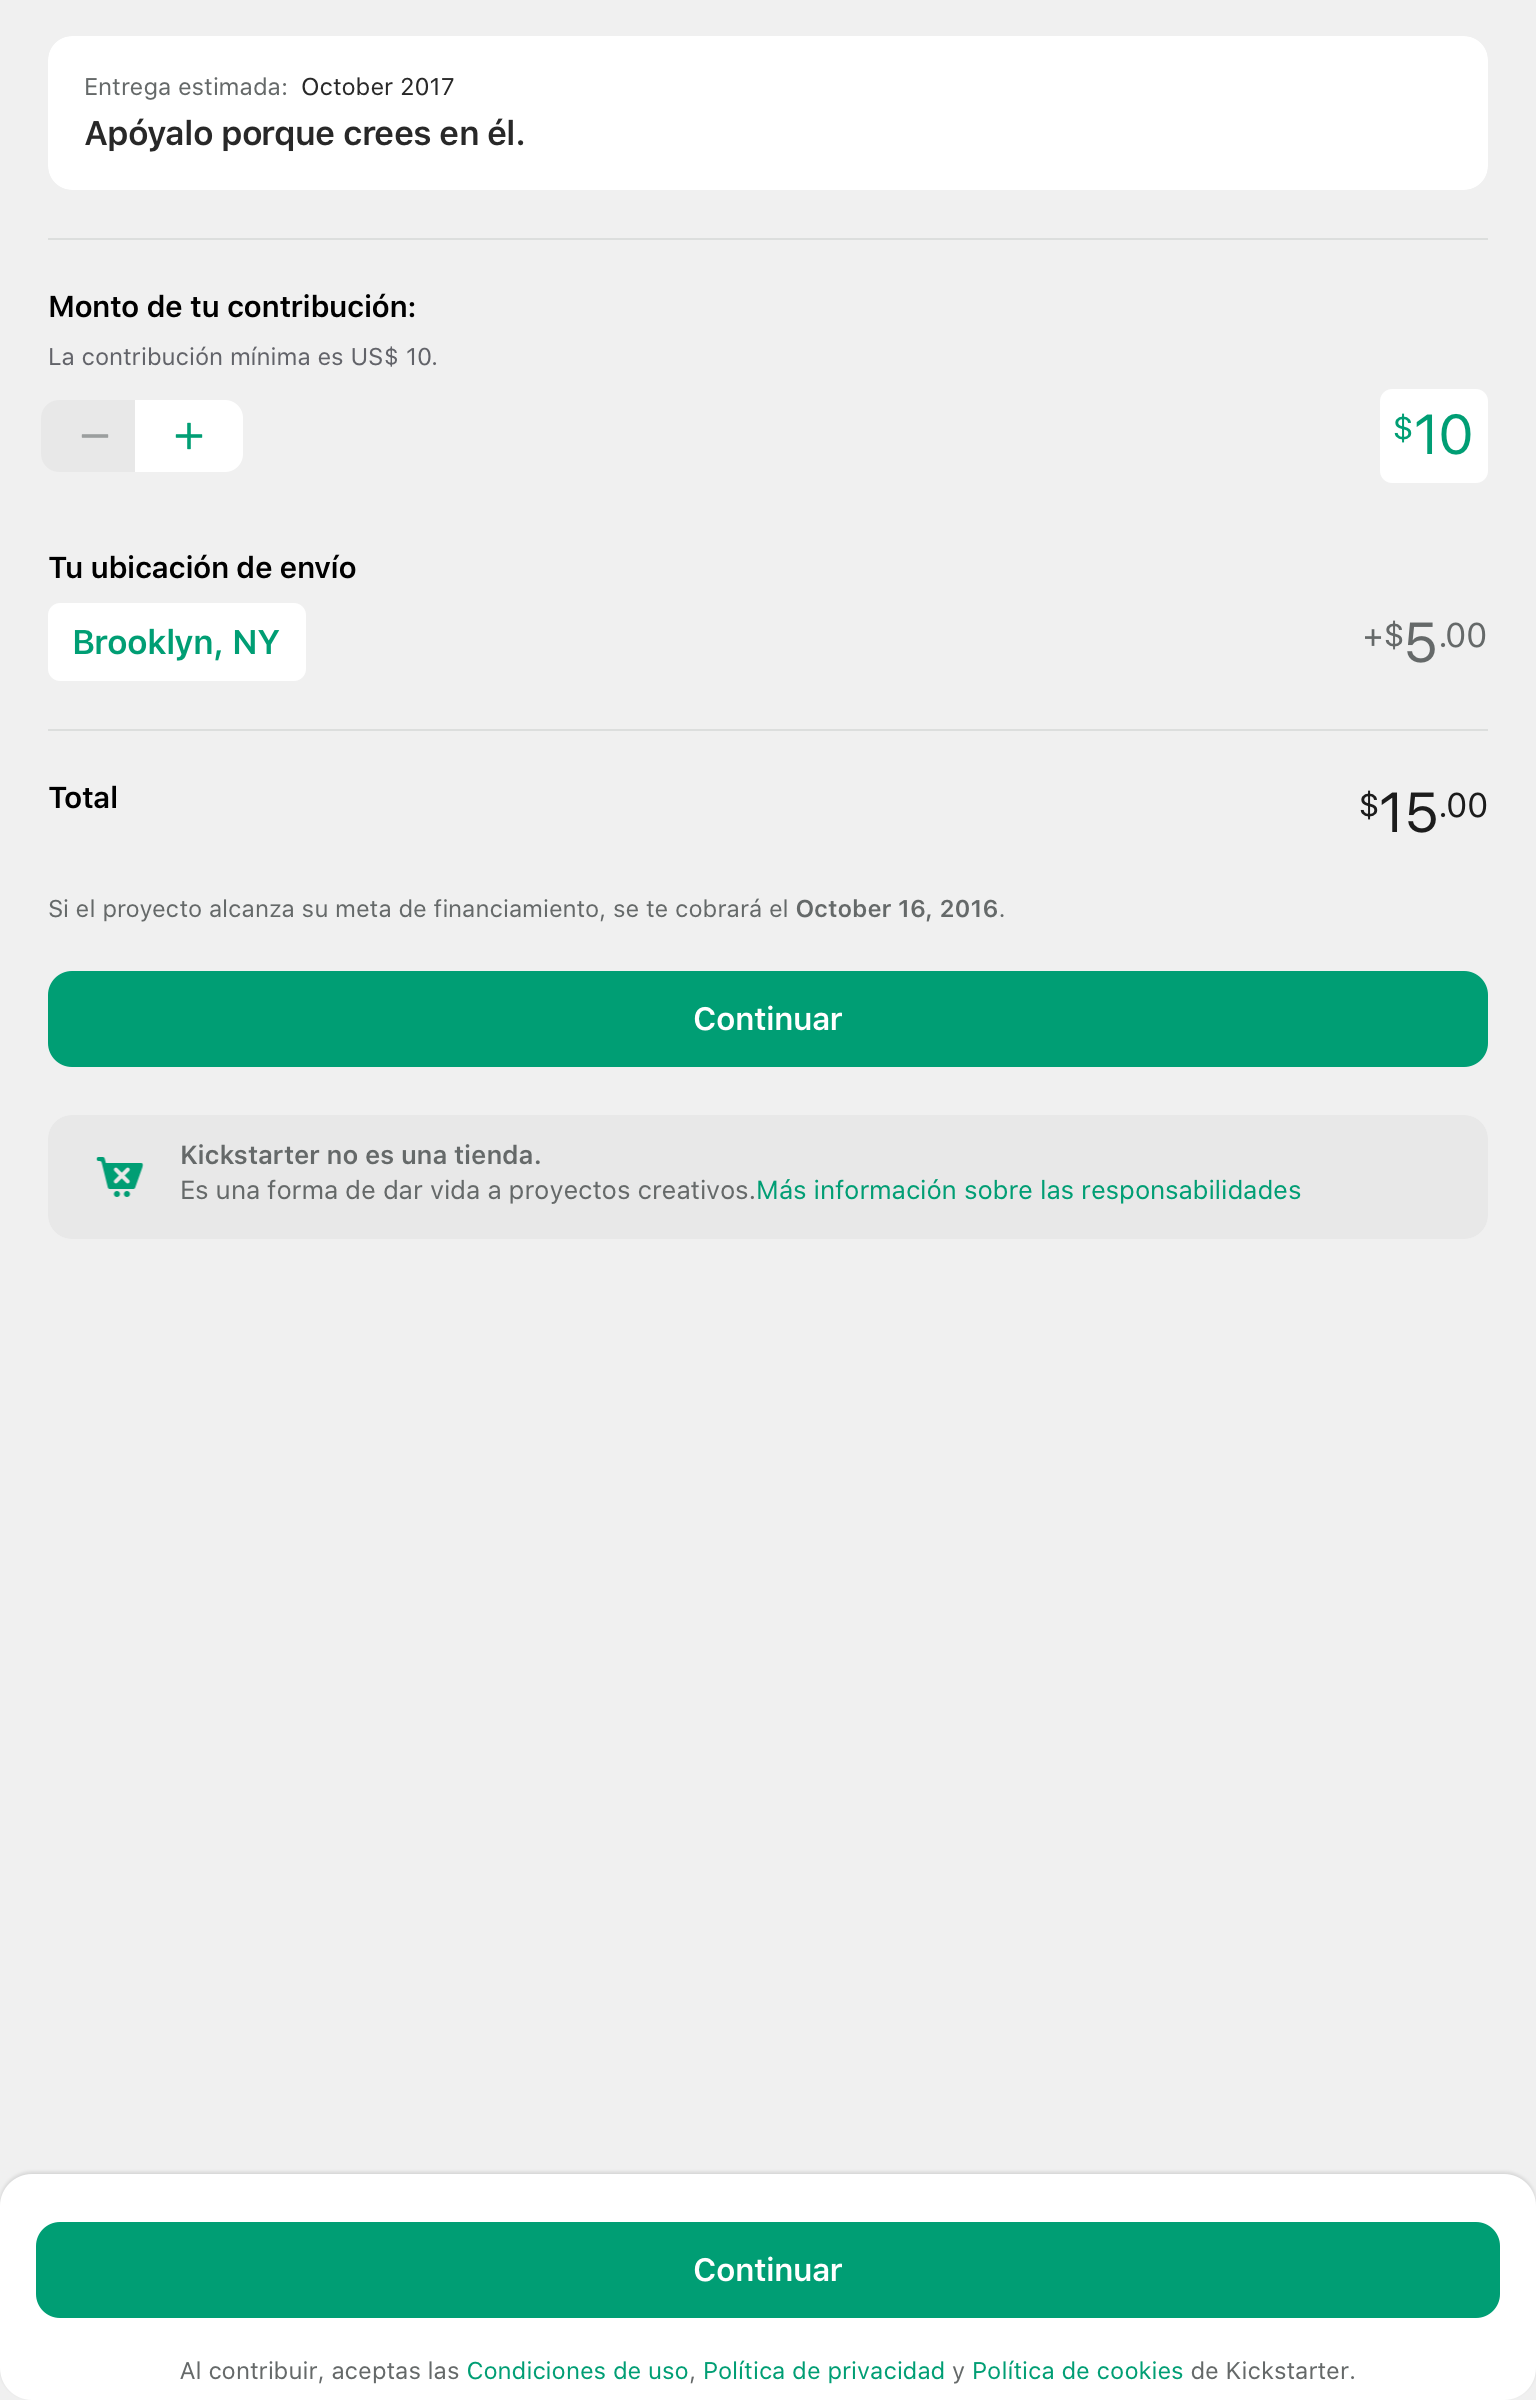 Entrega estimada: October 2017
Apóyalo porque crees en él.
Monto de tu contribución:
La contribución mínima es US$ 10.
− +
$10
Tu ubicación de envío
Brooklyn, NY
+$5.00
Total
$15.00
Si el proyecto alcanza su meta de financiamiento, se te cobrará el October 16, 2016.
Continuar
Kickstarter no es una tienda.
Es una forma de dar vida a proyectos creativos.Más información sobre las responsabilidades
Continuar
Al contribuir, aceptas las Condiciones de uso, Política de privacidad y Política de cookies de Kickstarter.